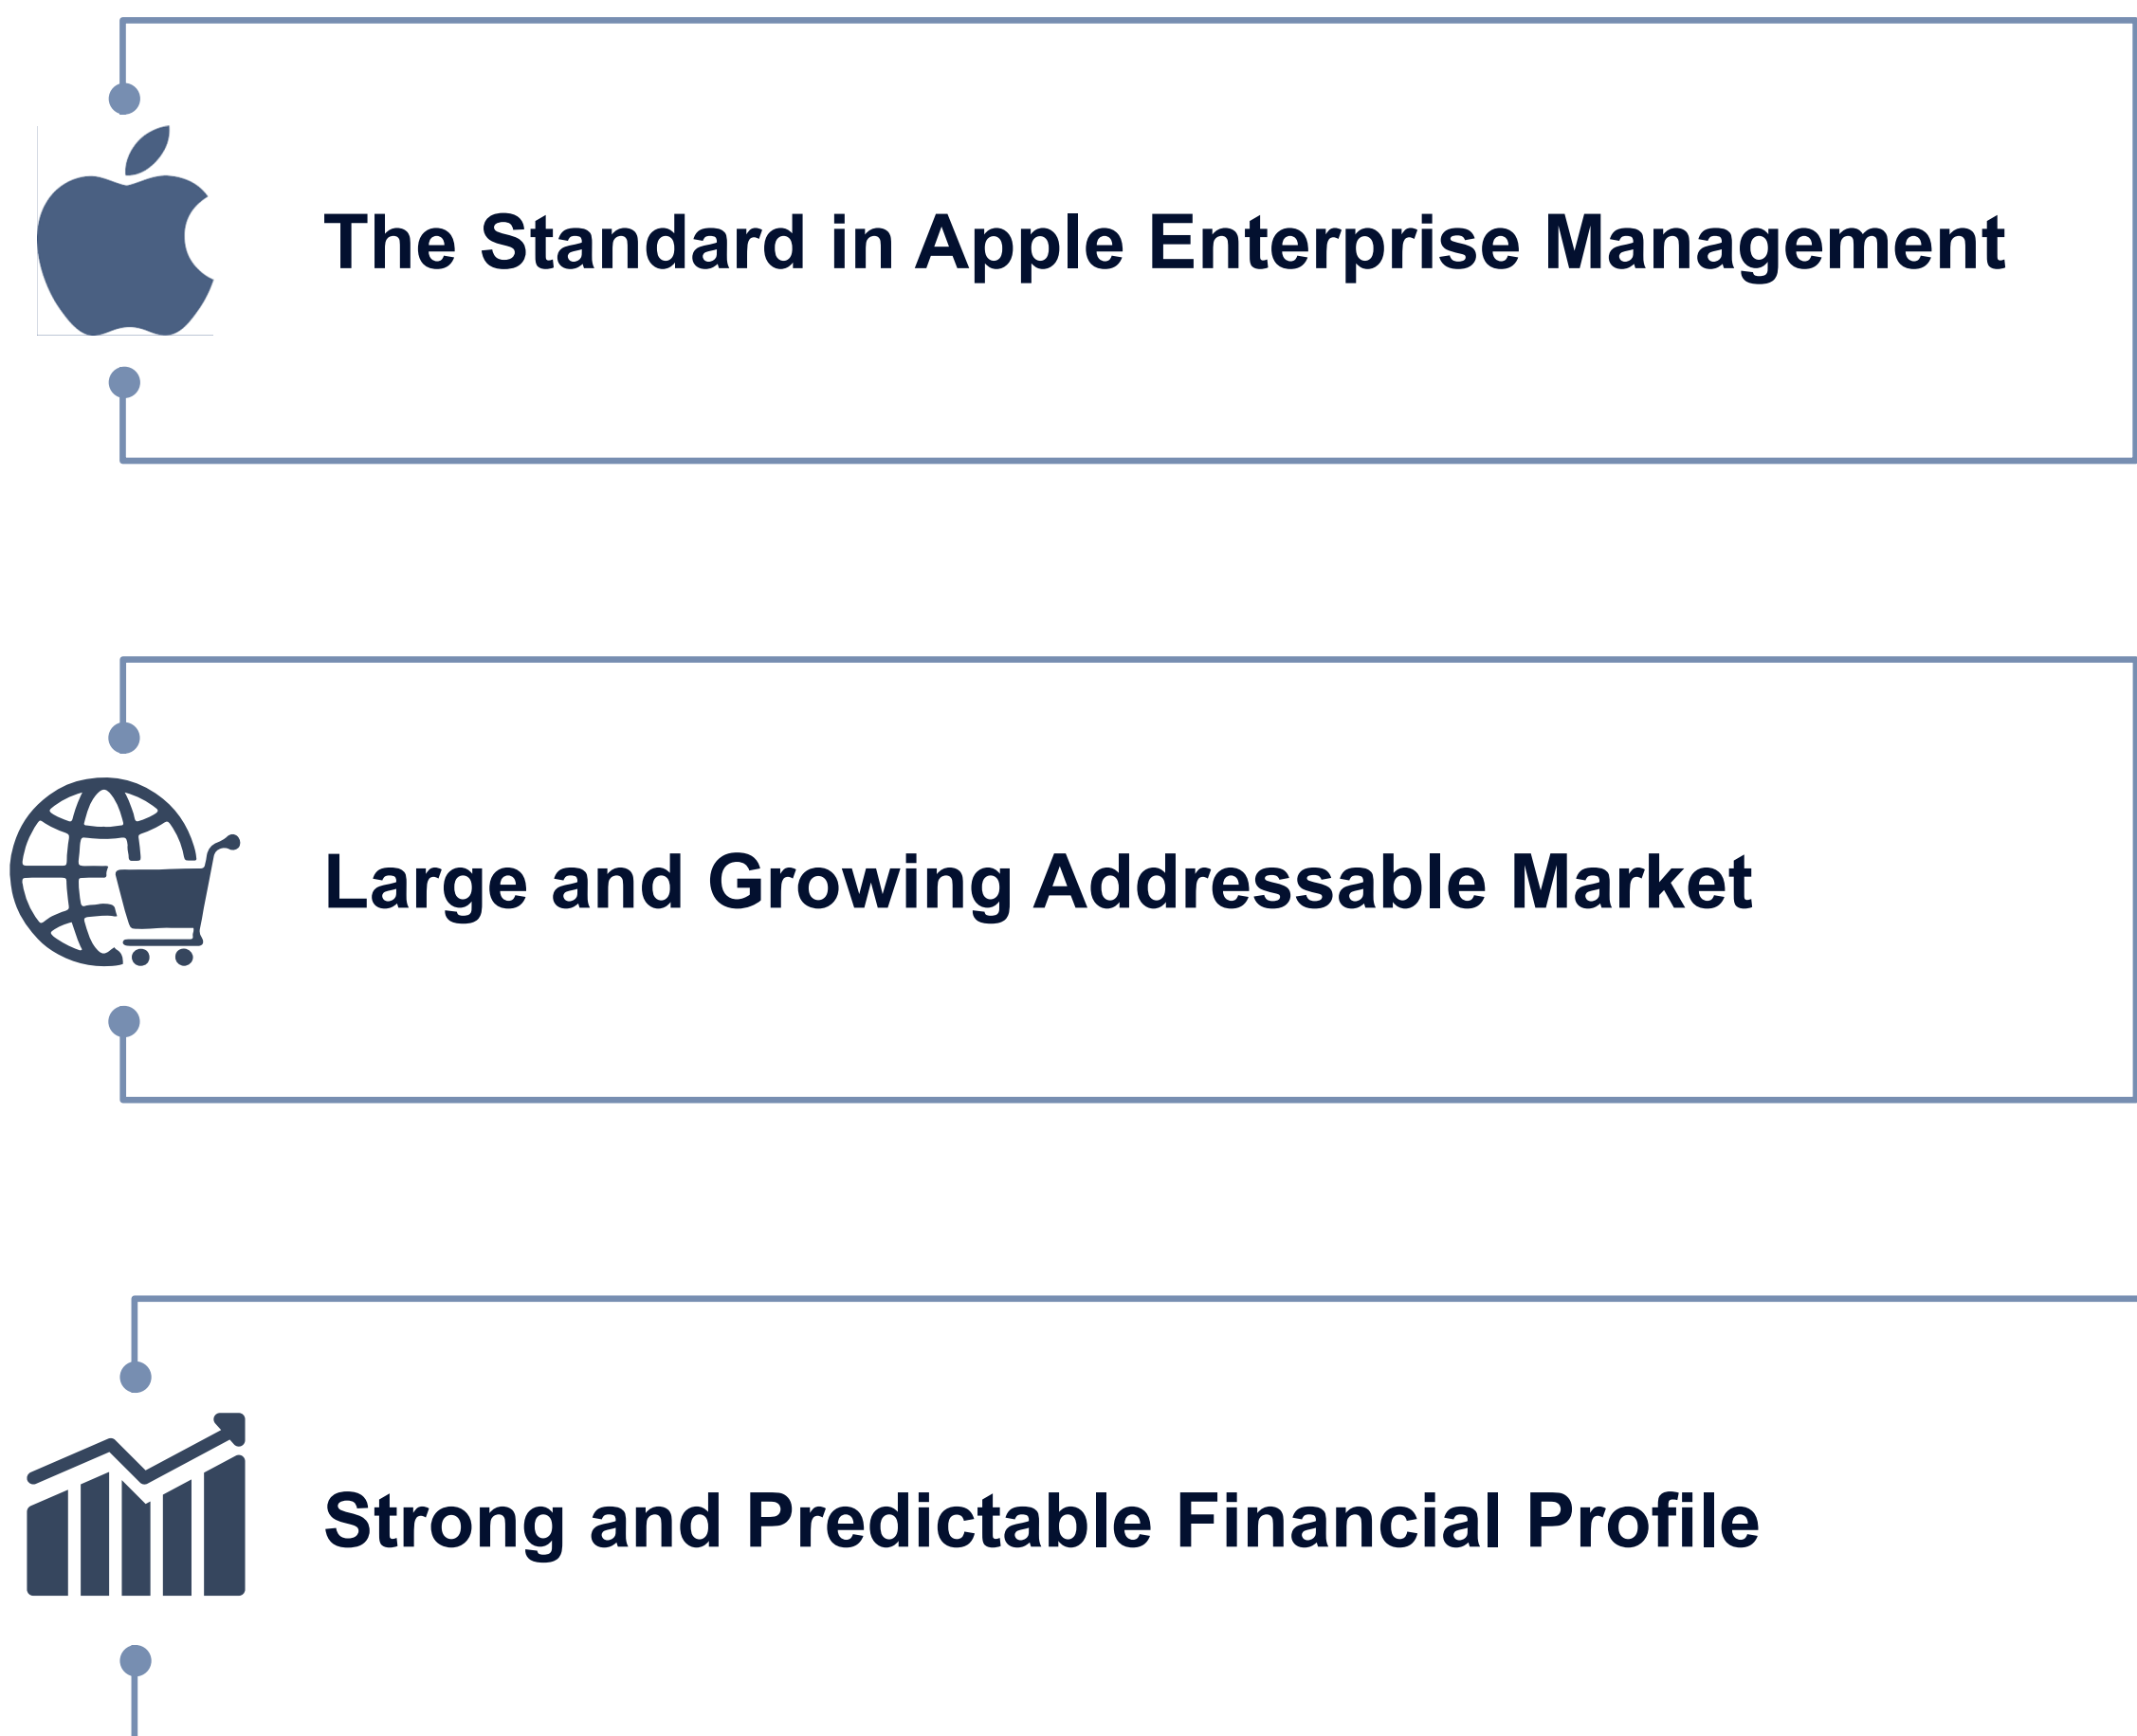 The Standard in Apple Enterprise Management
Large and Growing Addressable Market
Strong and Predictable Financial Profile